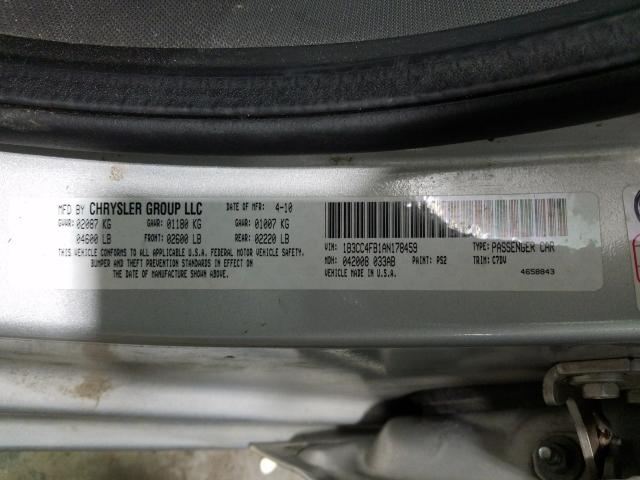 MFD BY CHRYSLER GROUP LLC DATE OF MFR: 4-10
GVWR: 02087 KG GAWR: 01180 KG GAWR: 01007 KG
04600 LB FRONT: 02600 LB REAR: 02220 LB
THIS VEHICLE CONFORMS TO ALL APPLICABLE U.S.A. FEDERAL MOTOR VEHICLE SAFETY,
BUMPER AND THEFT PREVENTION STANDARDS IN EFFECT ON
THE DATE OF MANUFACTURE SHOWN ABOVE.
VIN: 1B3CC4FB1AN178459 TYPE: PASSENGER CAR
MDH: 042008 033AB PAINT: PS2 TRIM: C7DV
VEHICLE MADE IN U.S.A. 4658843